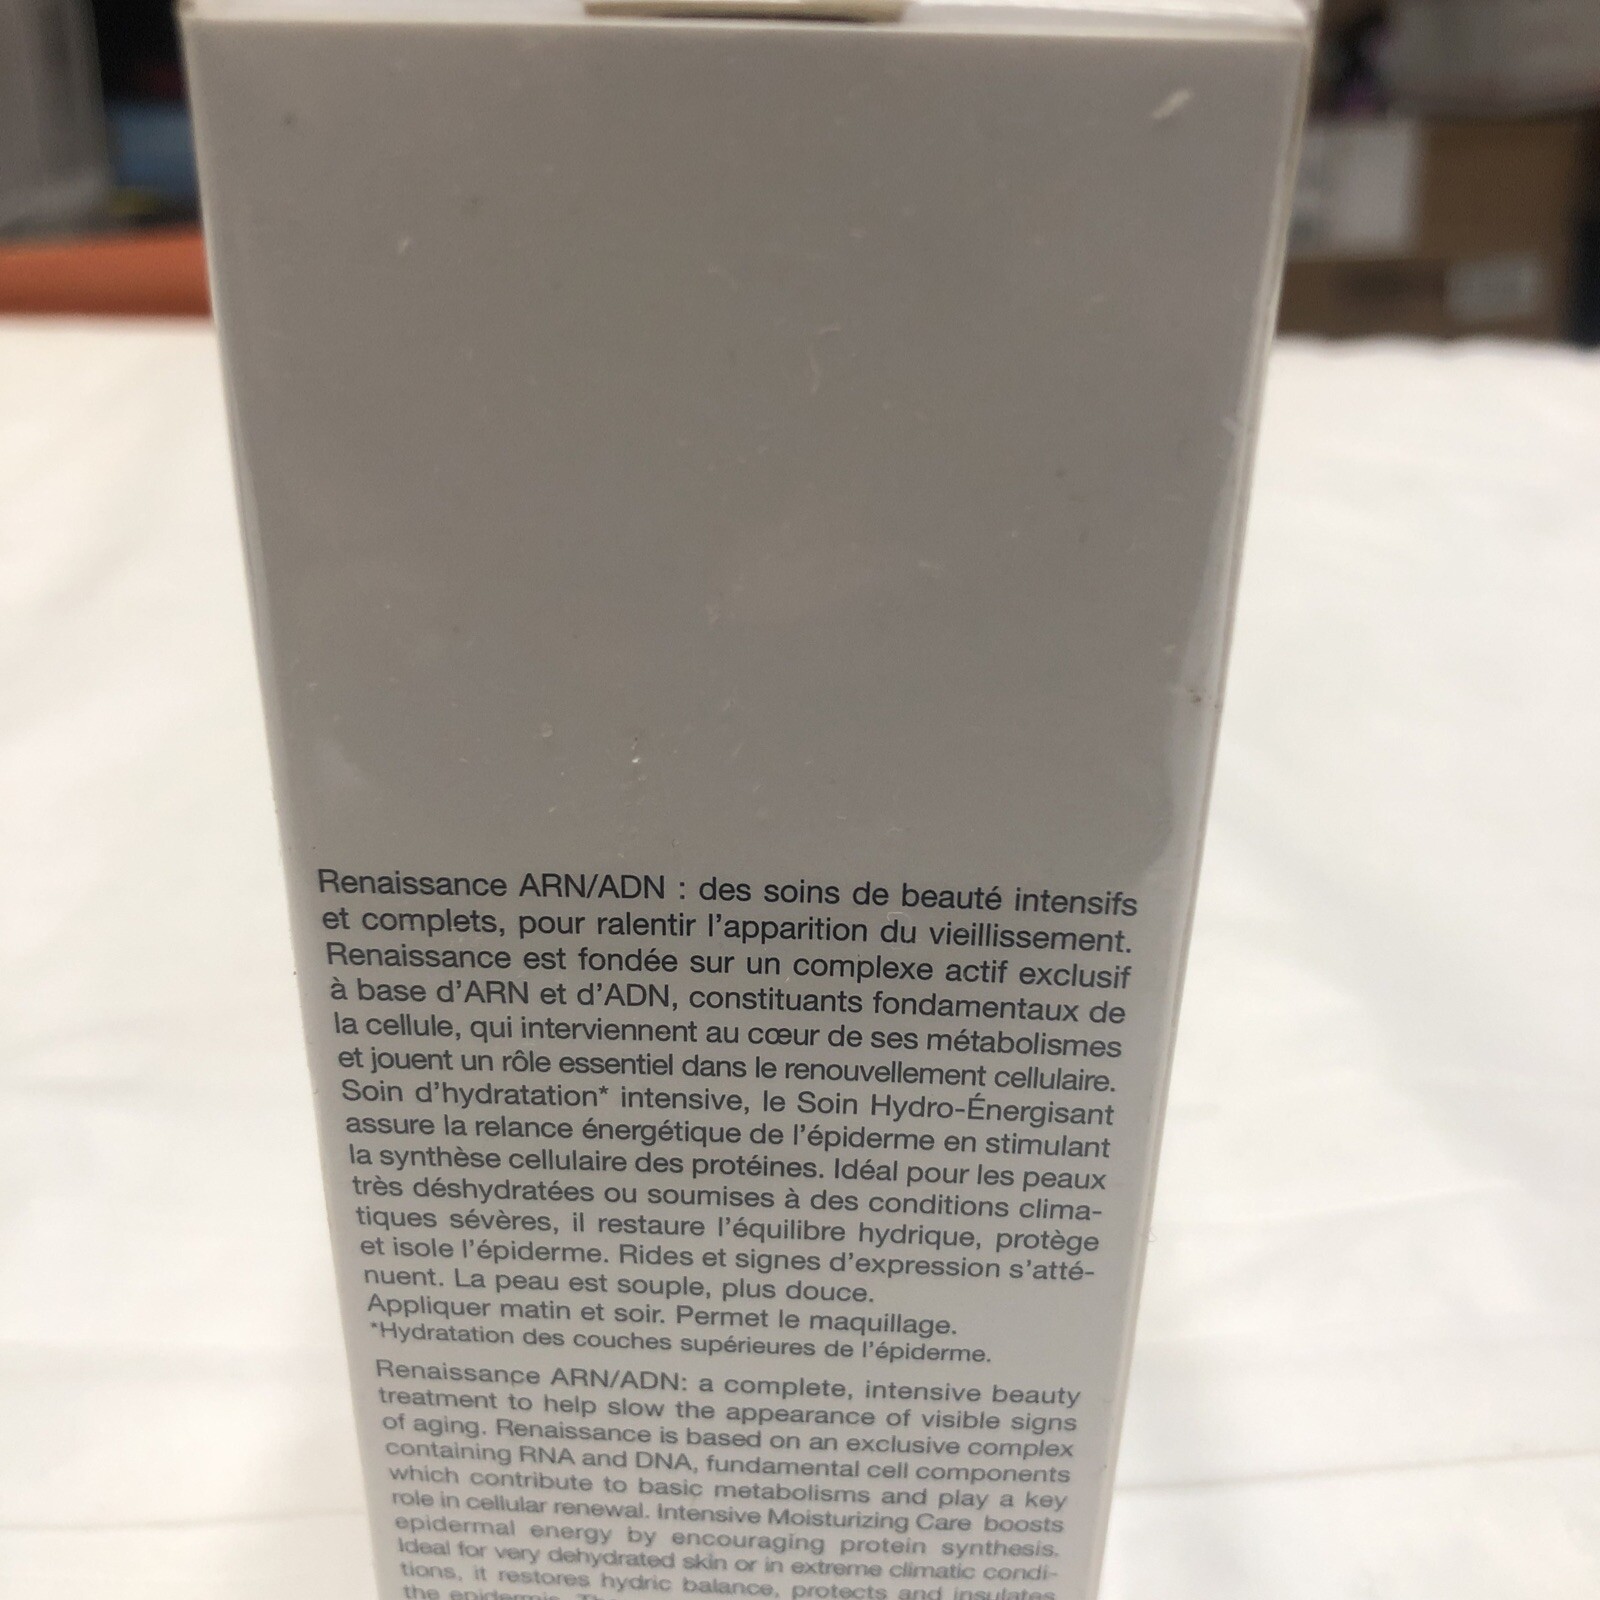 Renaissance ARN/ADN : des soins de beauté intensifs
et complets, pour ralentir l'apparition du vieillissement.
Renaissance est fondée sur un complexe actif exclusif
à base d'ARN et d'ADN, constituants fondamentaux de
la cellule, qui interviennent au cœur de ses métabolismes
et jouent un rôle essentiel dans le renouvellement cellulaire.
Soin d'hydratation* intensive, le Soin Hydro-Énergisant
assure la relance énergétique de l'épiderme en stimulant
la synthèse cellulaire des protéines. Idéal pour les peaux
très déshydratées ou soumises à des conditions clima-
tiques sévères, il restaure l'équilibre hydrique, protège
et isole l'épiderme. Rides et signes d'expression s'atté-
nuent. La peau est souple, plus douce.
Appliquer matin et soir. Permet le maquillage.
*Hydratation des couches supérieures de l'épiderme.
Renaissance ARN/ADN: a complete, intensive beauty
treatment to help slow the appearance of visible signs
of aging. Renaissance is based on an exclusive complex
containing RNA and DNA, fundamental cell components
which contribute to basic metabolisms and play a key
role in cellular renewal. Intensive Moisturizing Care boosts
epidermal energy by encouraging protein synthesis.
Ideal for very dehydrated skin or in extreme climatic condi-
tions, it restores hydric balance, protects and insulates
the epidermis.